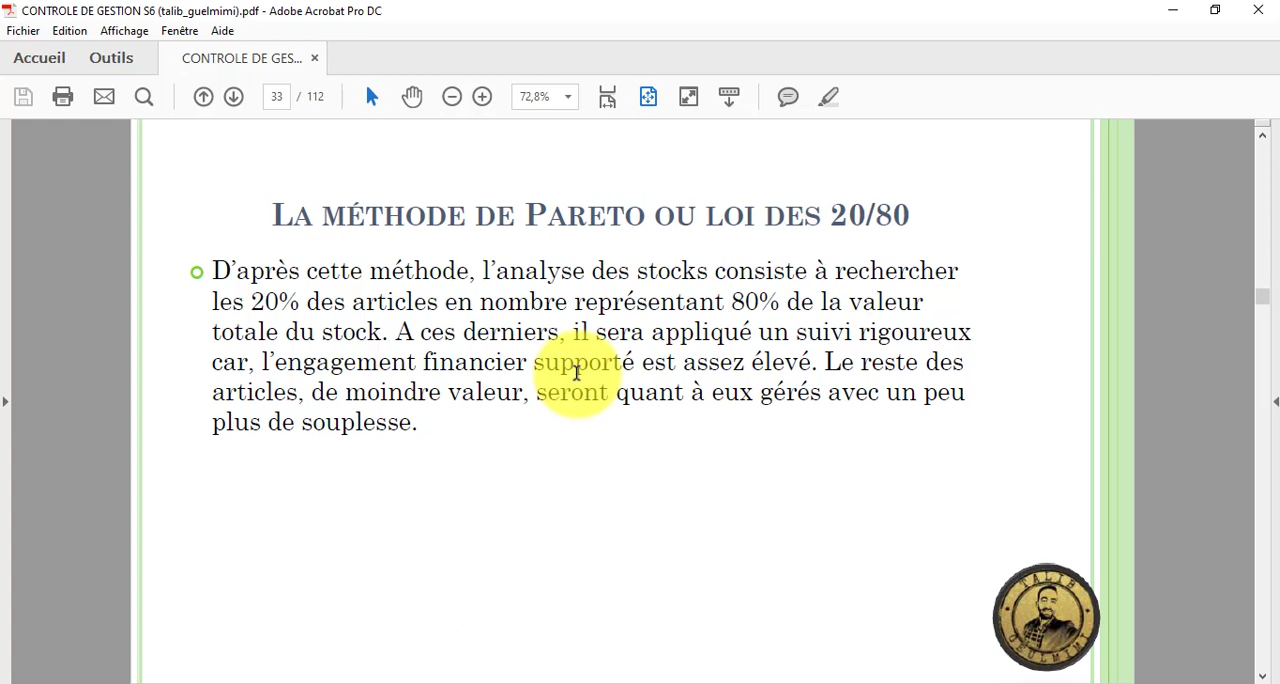 CONTROLE DE GESTION S6 (talib_guelmimi).pdf - Adobe Acrobat Pro DC
Fichier Edition Affichage Fenêtre Aide
Accueil Outils CONTROLE DE GES... ×
33 / 112 72,8%
LA MÉTHODE DE PARETO OU LOI DES 20/80
D'après cette méthode, l'analyse des stocks consiste à rechercher
les 20% des articles en nombre représentant 80% de la valeur
totale du stock. A ces derniers, il sera appliqué un suivi rigoureux
car, l'engagement financier supporté est assez élevé. Le reste des
articles, de moindre valeur, seront quant à eux gérés avec un peu
plus de souplesse.
TALIB
GEULMIMI